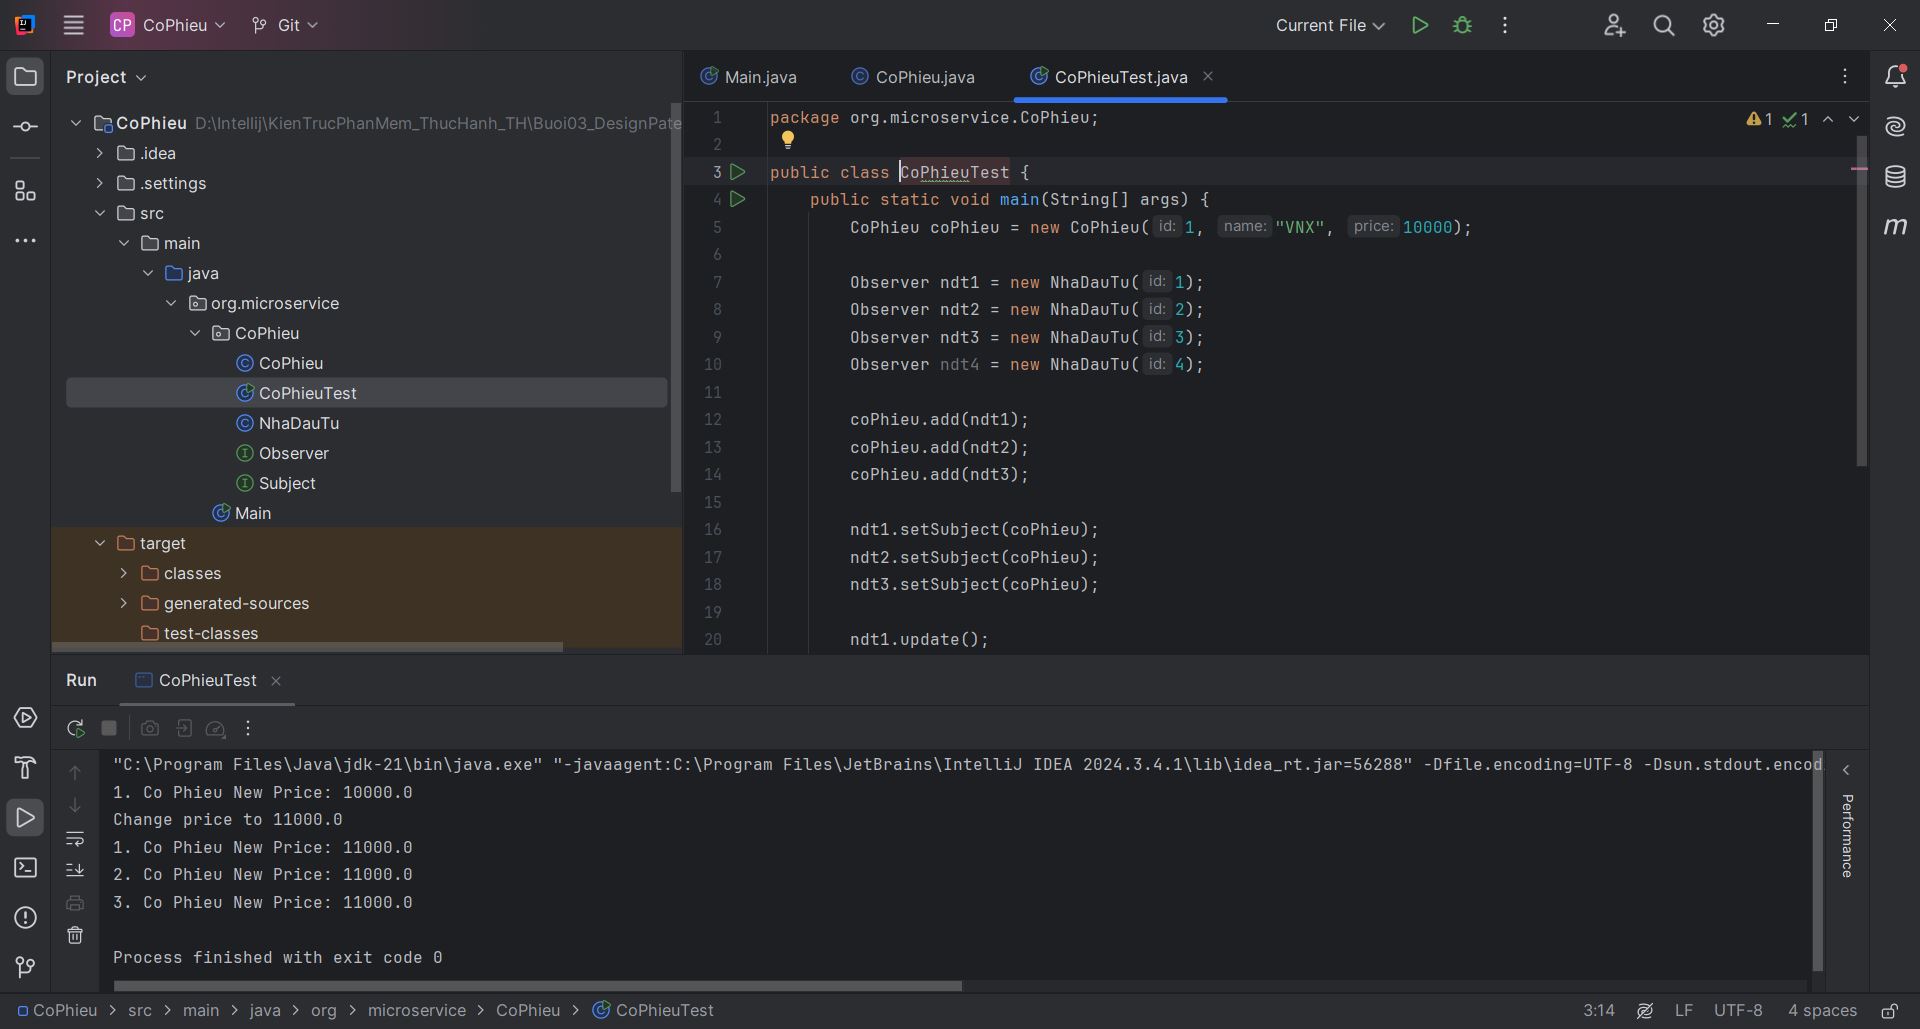 CP CoPhieu Git Current File
Project
CoPhieu D:\Intellij\KienTrucPhanMem_ThucHanh_TH\Buoi03_DesignPate
.idea
.settings
src
main
java
org.microservice
CoPhieu
CoPhieu
CoPhieuTest
NhaDauTu
Observer
Subject
Main
target
classes
generated-sources
test-classes
Main.java CoPhieu.java CoPhieuTest.java
1 package org.microservice.CoPhieu; 1 1
2
3 public class CoPhieuTest {
4 public static void main(String[] args) {
5 CoPhieu coPhieu = new CoPhieu( id: 1, name: "VNX", price: 10000);
6
7 Observer ndt1 = new NhaDauTu( id: 1);
8 Observer ndt2 = new NhaDauTu( id: 2);
9 Observer ndt3 = new NhaDauTu( id: 3);
10 Observer ndt4 = new NhaDauTu( id: 4);
11
12 coPhieu.add(ndt1);
13 coPhieu.add(ndt2);
14 coPhieu.add(ndt3);
15
16 ndt1.setSubject(coPhieu);
17 ndt2.setSubject(coPhieu);
18 ndt3.setSubject(coPhieu);
19
20 ndt1.update();
m
Run CoPhieuTest
"C:\Program Files\Java\jdk-21\bin\java.exe" "-javaagent:C:\Program Files\JetBrains\IntelliJ IDEA 2024.3.4.1\lib\idea_rt.jar=56288" -Dfile.encoding=UTF-8 -Dsun.stdout.encod
1. Co Phieu New Price: 10000.0
Change price to 11000.0
1. Co Phieu New Price: 11000.0
2. Co Phieu New Price: 11000.0
3. Co Phieu New Price: 11000.0
Process finished with exit code 0
Performance
CoPhieu > src > main > java > org > microservice > CoPhieu > CoPhieuTest 3:14 LF UTF-8 4 spaces